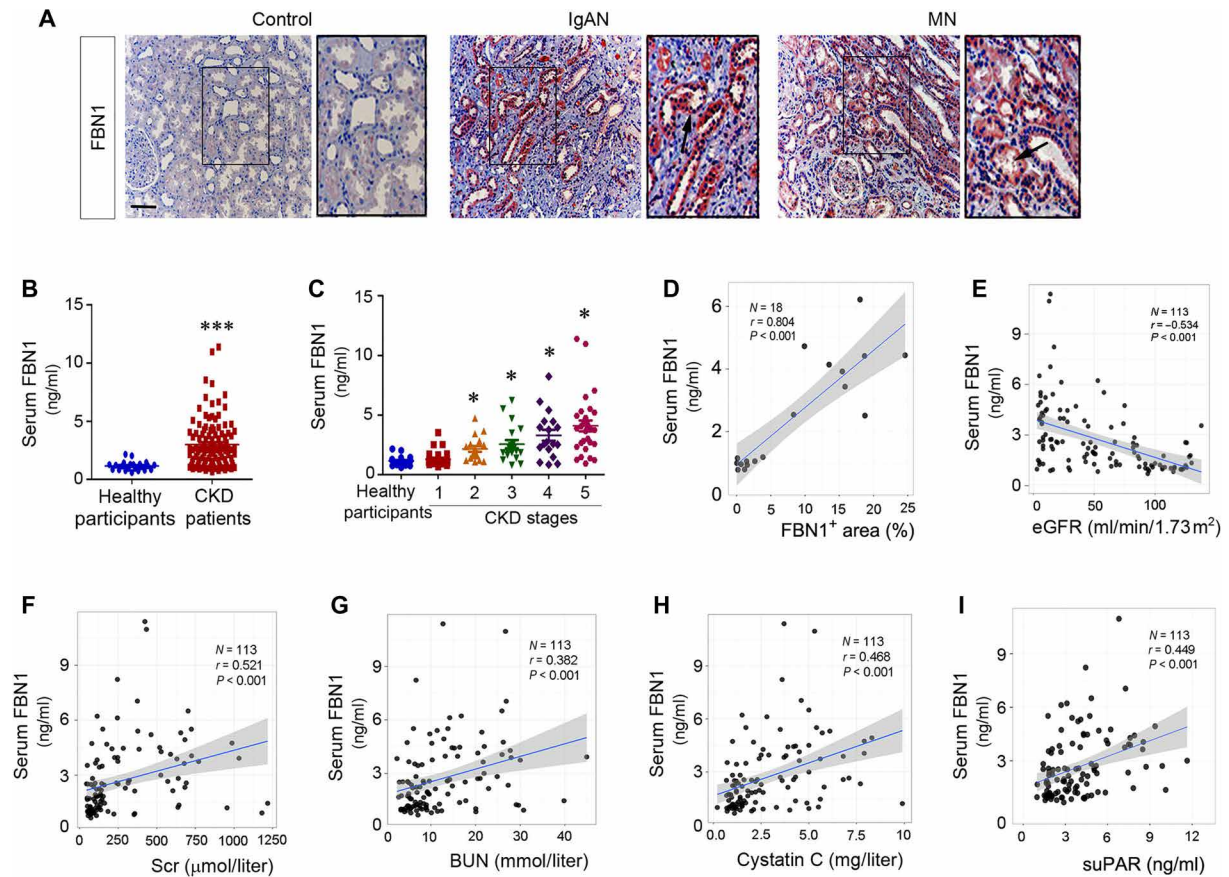 A
Control
IgAN
MN
FBN1
B
Serum FBN1
(ng/ml)
15
10
5
0
***
Healthy
participants
CKD
patients
C
Serum FBN1
(ng/ml)
15
10
5
0
*
*
*
*
Healthy
participants
1 2 3 4 5
CKD stages
D
Serum FBN1
(ng/ml)
6
4
2
0
N = 18
r = 0.804
P < 0.001
0 5 10 15 20 25
FBN1+ area (%)
E
Serum FBN1
(ng/ml)
9
6
3
0
N = 113
r = −0.534
P < 0.001
0 50 100
eGFR (ml/min/1.73 m²)
F
Serum FBN1
(ng/ml)
9
6
3
0
N = 113
r = 0.521
P < 0.001
0 250 500 750 1000 1250
Scr (μmol/liter)
G
Serum FBN1
(ng/ml)
9
6
3
0
N = 113
r = 0.382
P < 0.001
0 10 20 30 40
BUN (mmol/liter)
H
Serum FBN1
(ng/ml)
9
6
3
0
N = 113
r = 0.468
P < 0.001
0.0 2.5 5.0 7.5 10
Cystatin C (mg/liter)
I
Serum FBN1
(ng/ml)
9
6
3
0
N = 113
r = 0.449
P < 0.001
0 3 6 9 12
suPAR (ng/ml)